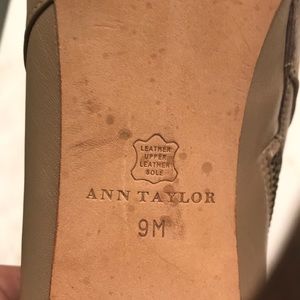 LEATHER
UPPER
LEATHER
SOLE
ANN TAYLOR
9M